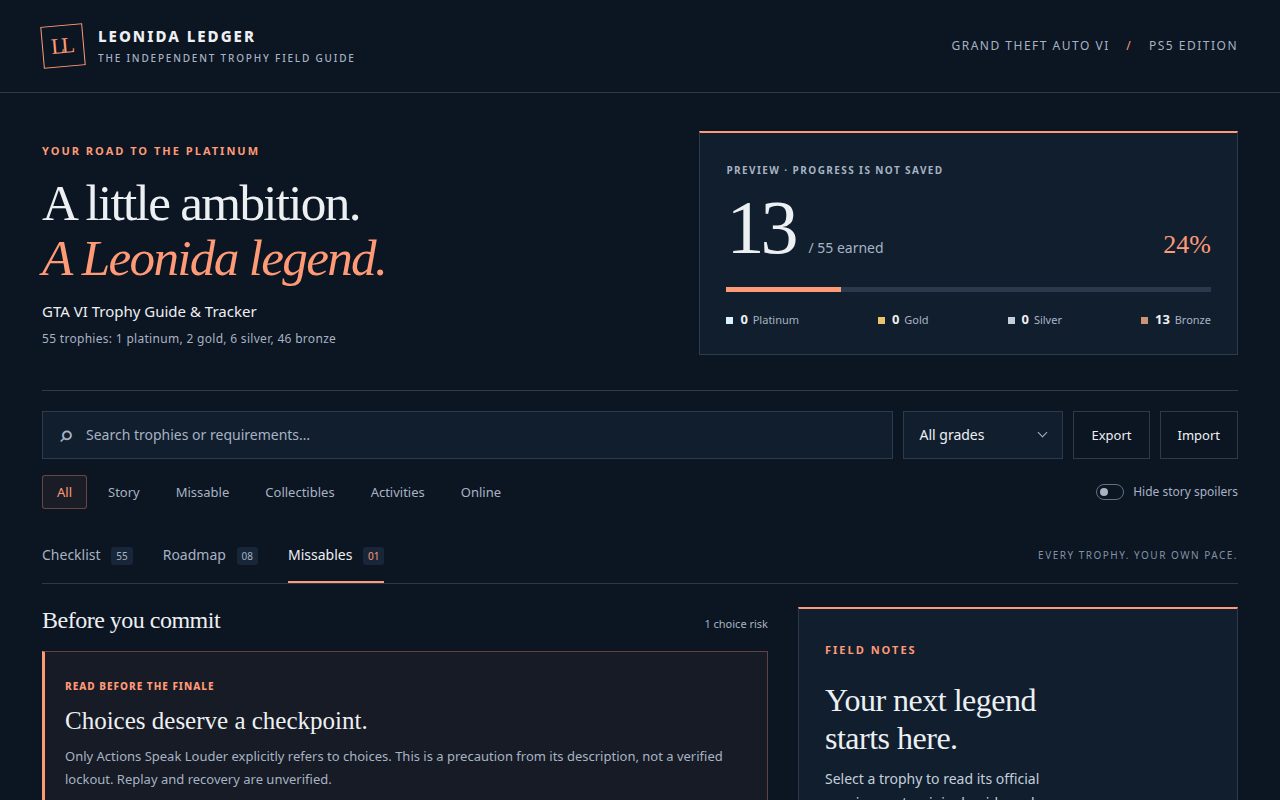 LL
LEONIDA LEDGER
THE INDEPENDENT TROPHY FIELD GUIDE
GRAND THEFT AUTO VI / PS5 EDITION
YOUR ROAD TO THE PLATINUM
A little ambition.
A Leonida legend.
GTA VI Trophy Guide & Tracker
55 trophies: 1 platinum, 2 gold, 6 silver, 46 bronze
PREVIEW · PROGRESS IS NOT SAVED
13 / 55 earned 24%
0 Platinum 0 Gold 0 Silver 13 Bronze
Search trophies or requirements...
All grades
Export
Import
All Story Missable Collectibles Activities Online
Hide story spoilers
Checklist 55 Roadmap 08 Missables 01
EVERY TROPHY. YOUR OWN PACE.
Before you commit
1 choice risk
READ BEFORE THE FINALE
Choices deserve a checkpoint.
Only Actions Speak Louder explicitly refers to choices. This is a precaution from its description, not a verified
lockout. Replay and recovery are unverified.
FIELD NOTES
Your next legend
starts here.
Select a trophy to read its official